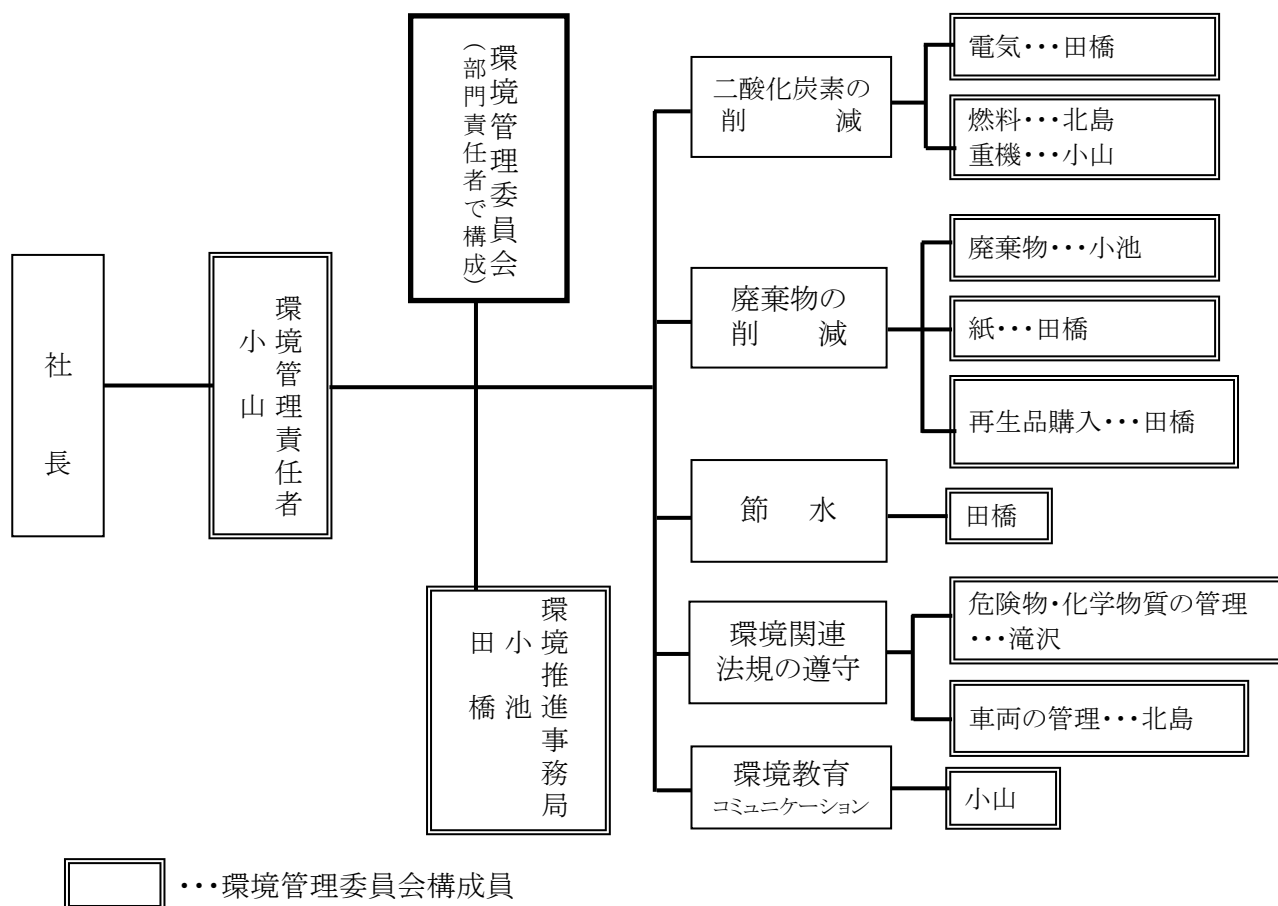 社長
環境管理責任者
小山
環境管理委員会
(部門責任者で構成)
環境推進事務局
小池
田橋
二酸化炭素の
削減
電気・・・田橋
燃料・・・北島
重機・・・小山
廃棄物の
削減
廃棄物・・・小池
紙・・・田橋
再生品購入・・・田橋
節水
田橋
環境関連
法規の遵守
危険物・化学物質の管理
・・・滝沢
車両の管理・・・北島
環境教育
コミュニケーション
小山
・・・環境管理委員会構成員